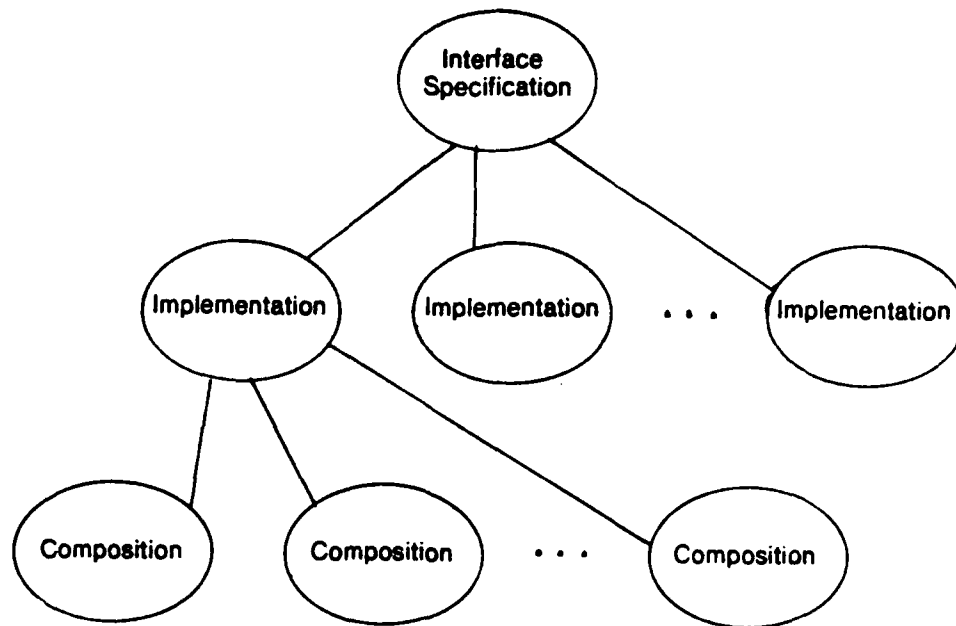 Interface
Specification
Implementation
Implementation
. . .
Implementation
Composition
Composition
. . .
Composition